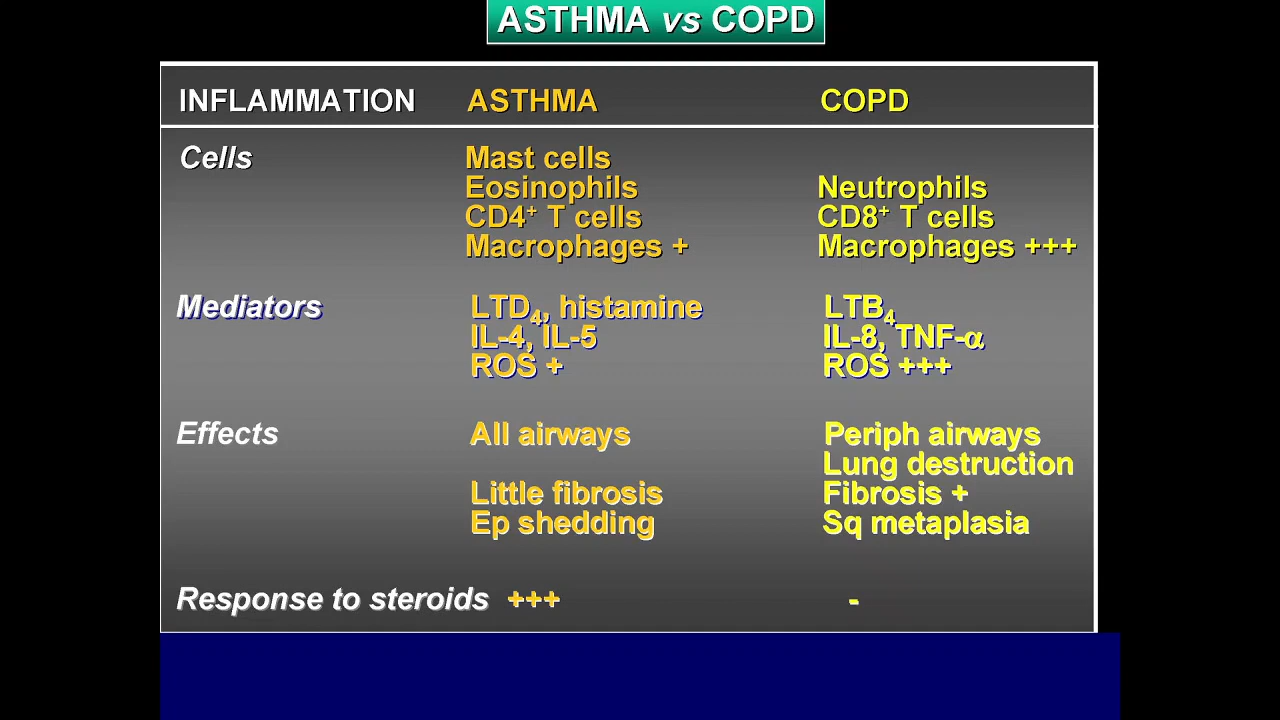 ASTHMA vs COPD
INFLAMMATION ASTHMA COPD
Cells Mast cells
Eosinophils Neutrophils
CD4⁺ T cells CD8⁺ T cells
Macrophages + Macrophages +++
Mediators LTD₄, histamine LTB₄
IL-4, IL-5 IL-8, TNF-α
ROS + ROS +++
Effects All airways Periph airways
Lung destruction
Little fibrosis Fibrosis +
Ep shedding Sq metaplasia
Response to steroids +++ -